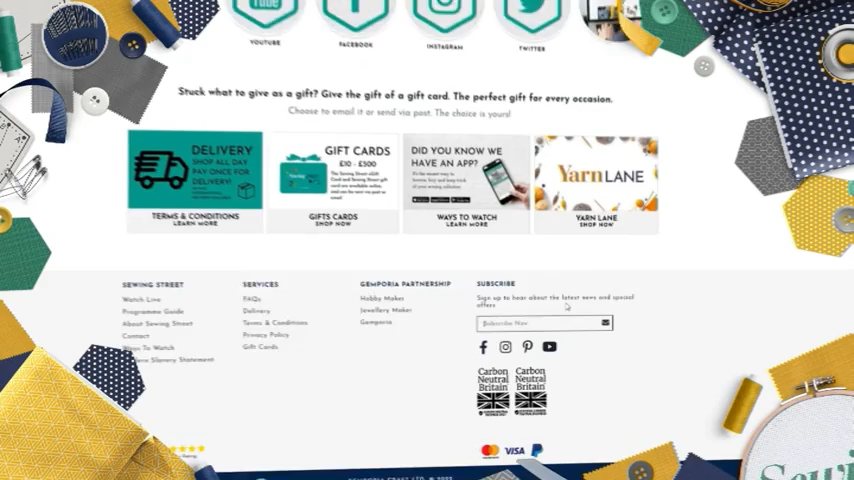 YOUTUBE
FACEBOOK
INSTAGRAM
TWITTER
Stuck what to give as a gift? Give the gift of a gift card. The perfect gift for every occasion.
Choose to email it or send via post. The choice is yours!
DELIVERY
SHOP ALL DAY
PAY ONCE FOR
DELIVERY!
TERMS & CONDITIONS
LEARN MORE
GIFT CARDS
£10 - £500
GIFTS CARDS
SHOP NOW
DID YOU KNOW WE
HAVE AN APP?
WAYS TO WATCH
LEARN MORE
YarnLANE
YARN LANE
SHOP NOW
SEWING STREET
Watch Live
Programme Guide
About Sewing Street
Contact
Ways To Watch
Modern Slavery Statement
SERVICES
FAQs
Delivery
Terms & Conditions
Privacy Policy
Gift Cards
GEMPORIA PARTNERSHIP
Hobby Maker
Jewellery Maker
Gemporia
SUBSCRIBE
Sign up to hear about the latest news and special
offers
Subscribe Now
Carbon
Neutral
Britain
Carbon
Neutral
Britain
VISA